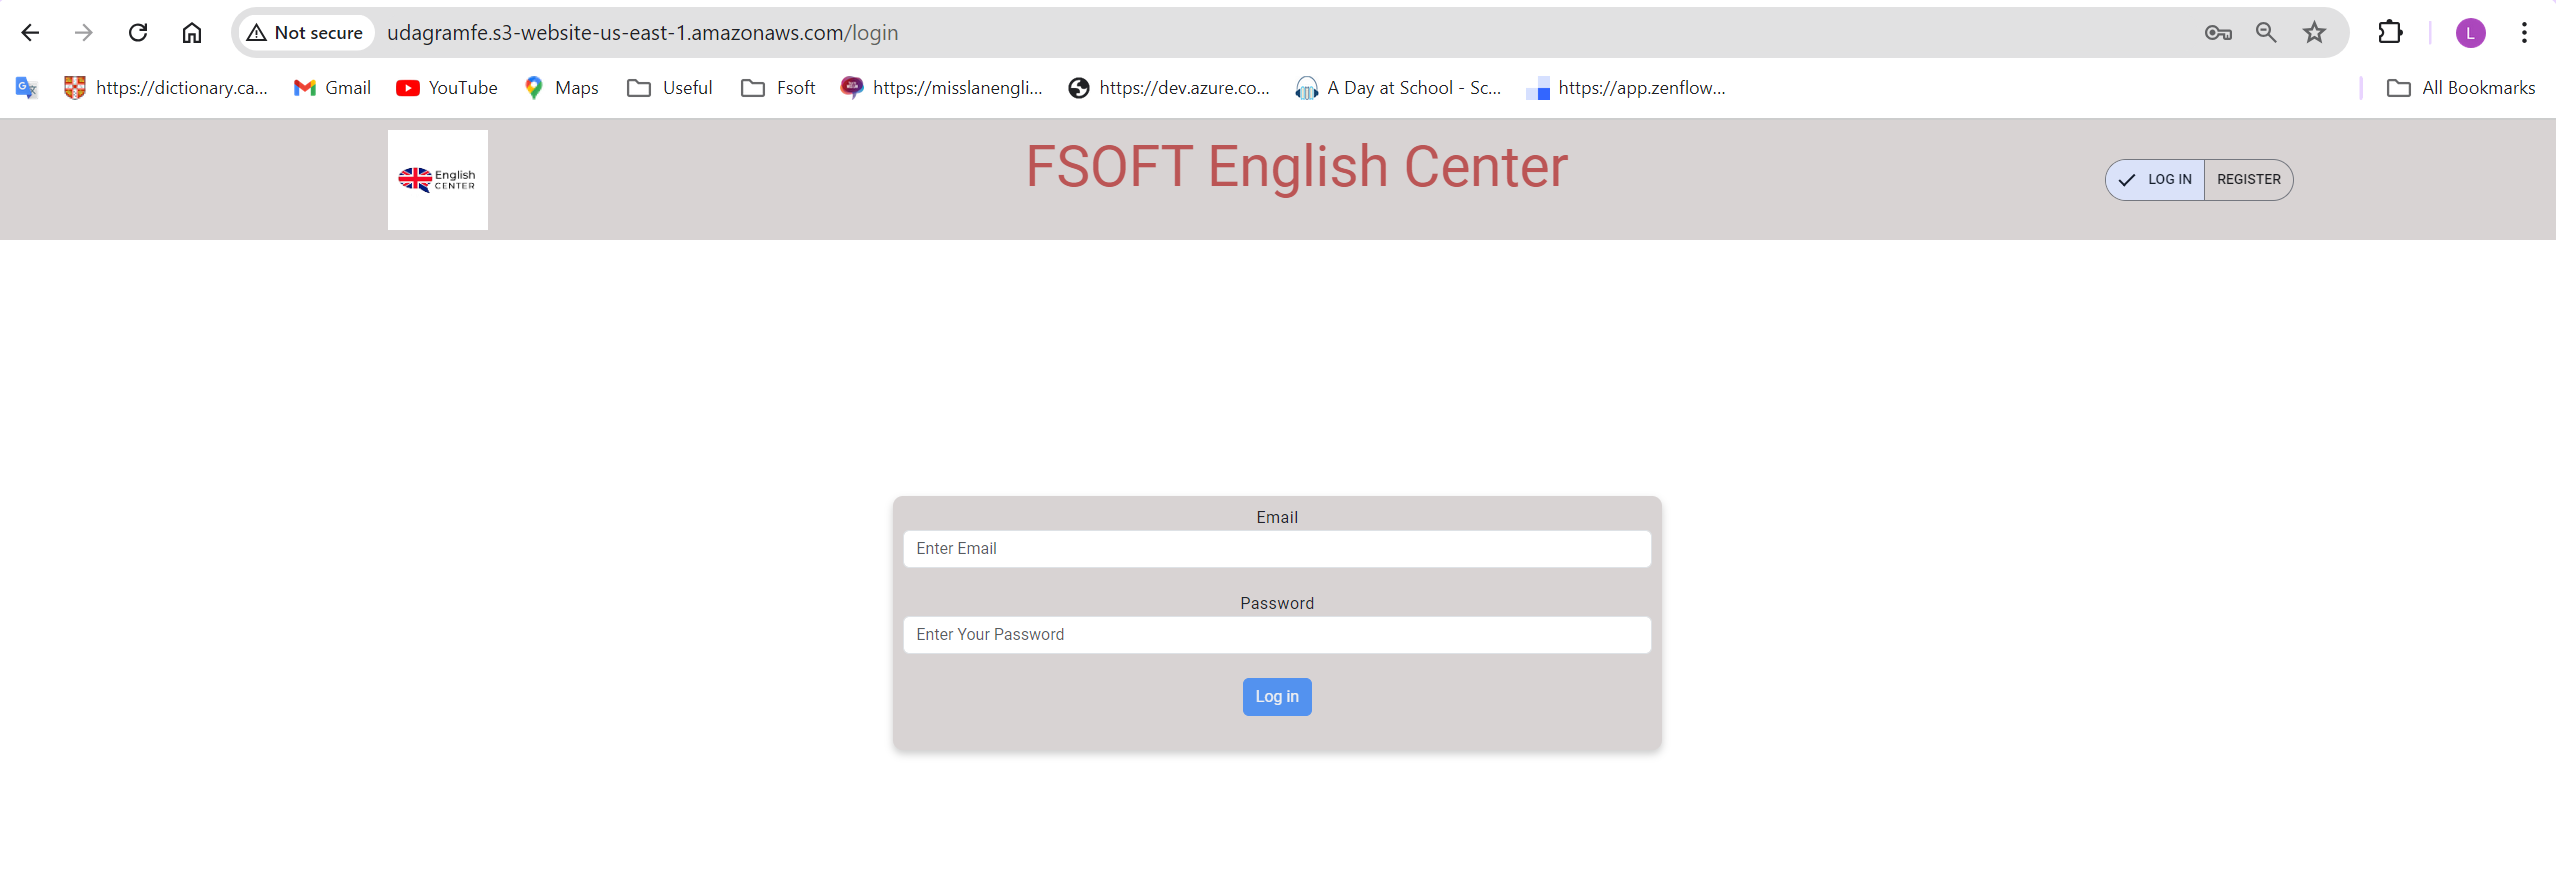 Not secure udagramfe.s3-website-us-east-1.amazonaws.com/login L
https://dictionary.ca... Gmail YouTube Maps Useful Fsoft https://misslanengli... https://dev.azure.co... A Day at School - Sc... https://app.zenflow... All Bookmarks
English
CENTER
FSOFT English Center
LOG IN REGISTER
Email
Enter Email
Password
Enter Your Password
Log in